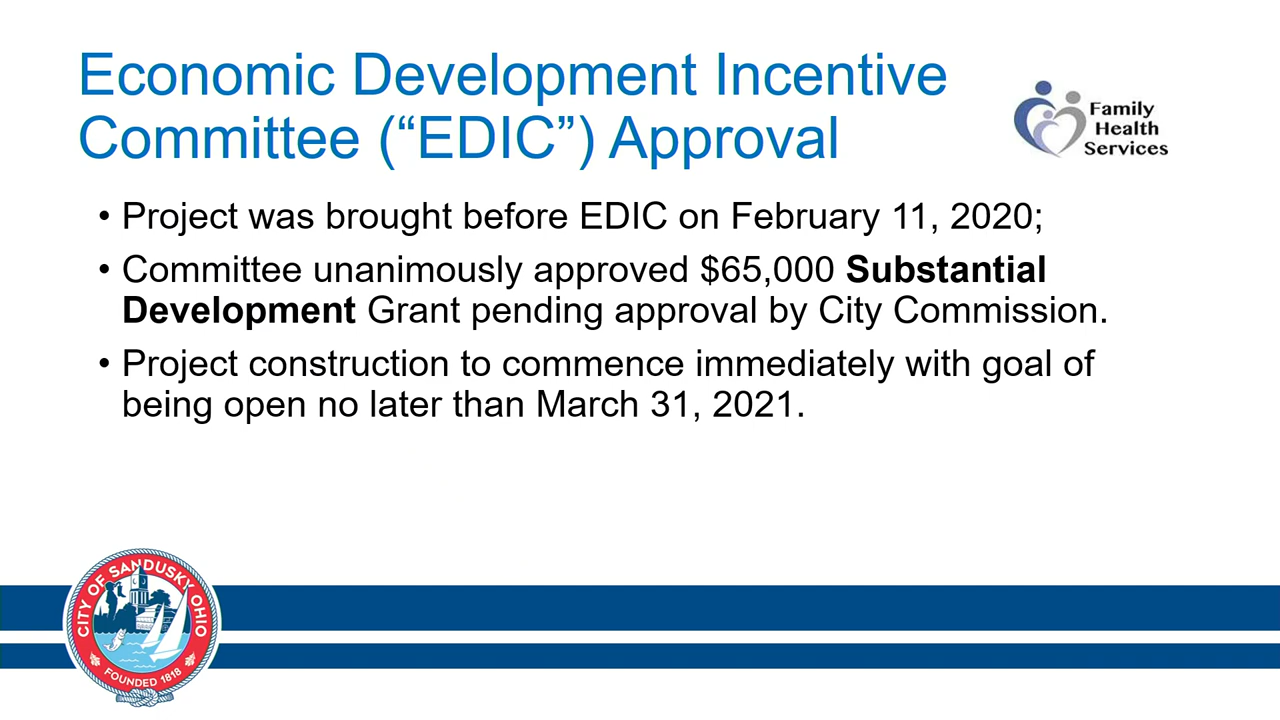 Economic Development Incentive
Committee (“EDIC”) Approval
Family
Health
Services
• Project was brought before EDIC on February 11, 2020;
• Committee unanimously approved $65,000 Substantial
Development Grant pending approval by City Commission.
• Project construction to commence immediately with goal of
being open no later than March 31, 2021.
CITY OF SANDUSKY OHIO
FOUNDED 1818